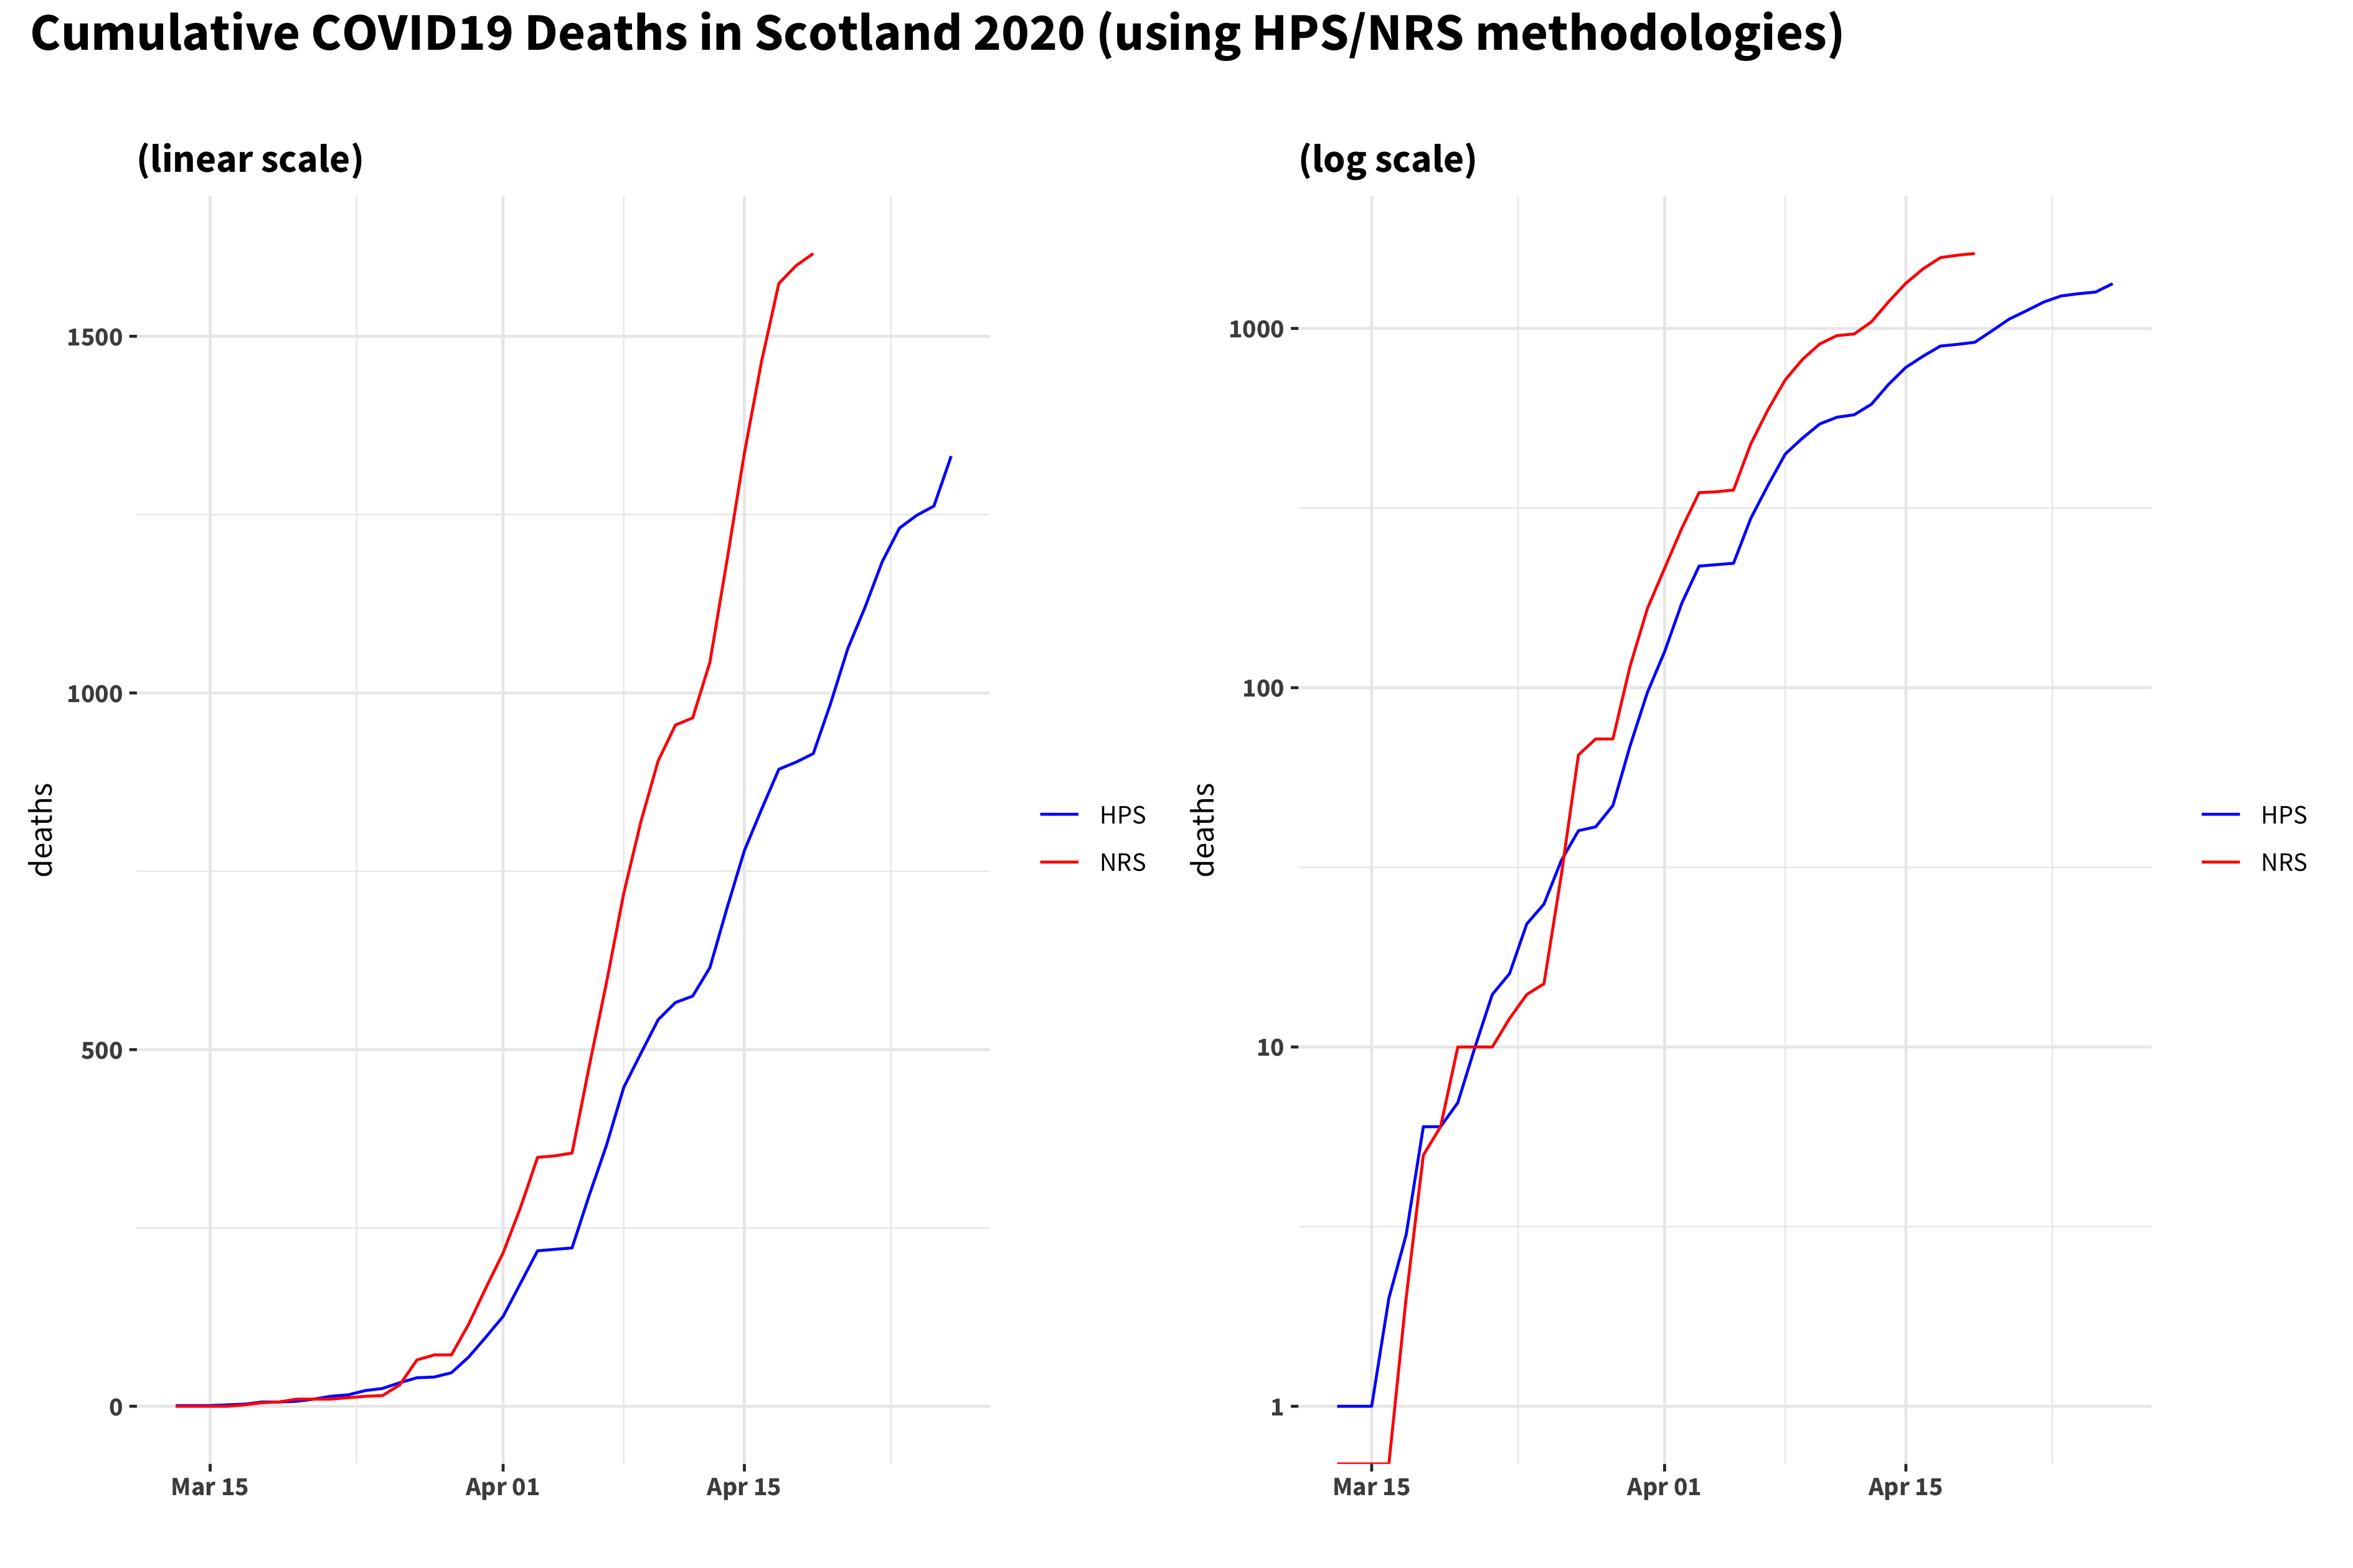 Cumulative COVID19 Deaths in Scotland 2020 (using HPS/NRS methodologies)
(linear scale)
1500
1000
500
0
deaths
Mar 15
Apr 01
Apr 15
HPS
NRS
(log scale)
1000
100
10
1
deaths
Mar 15
Apr 01
Apr 15
HPS
NRS